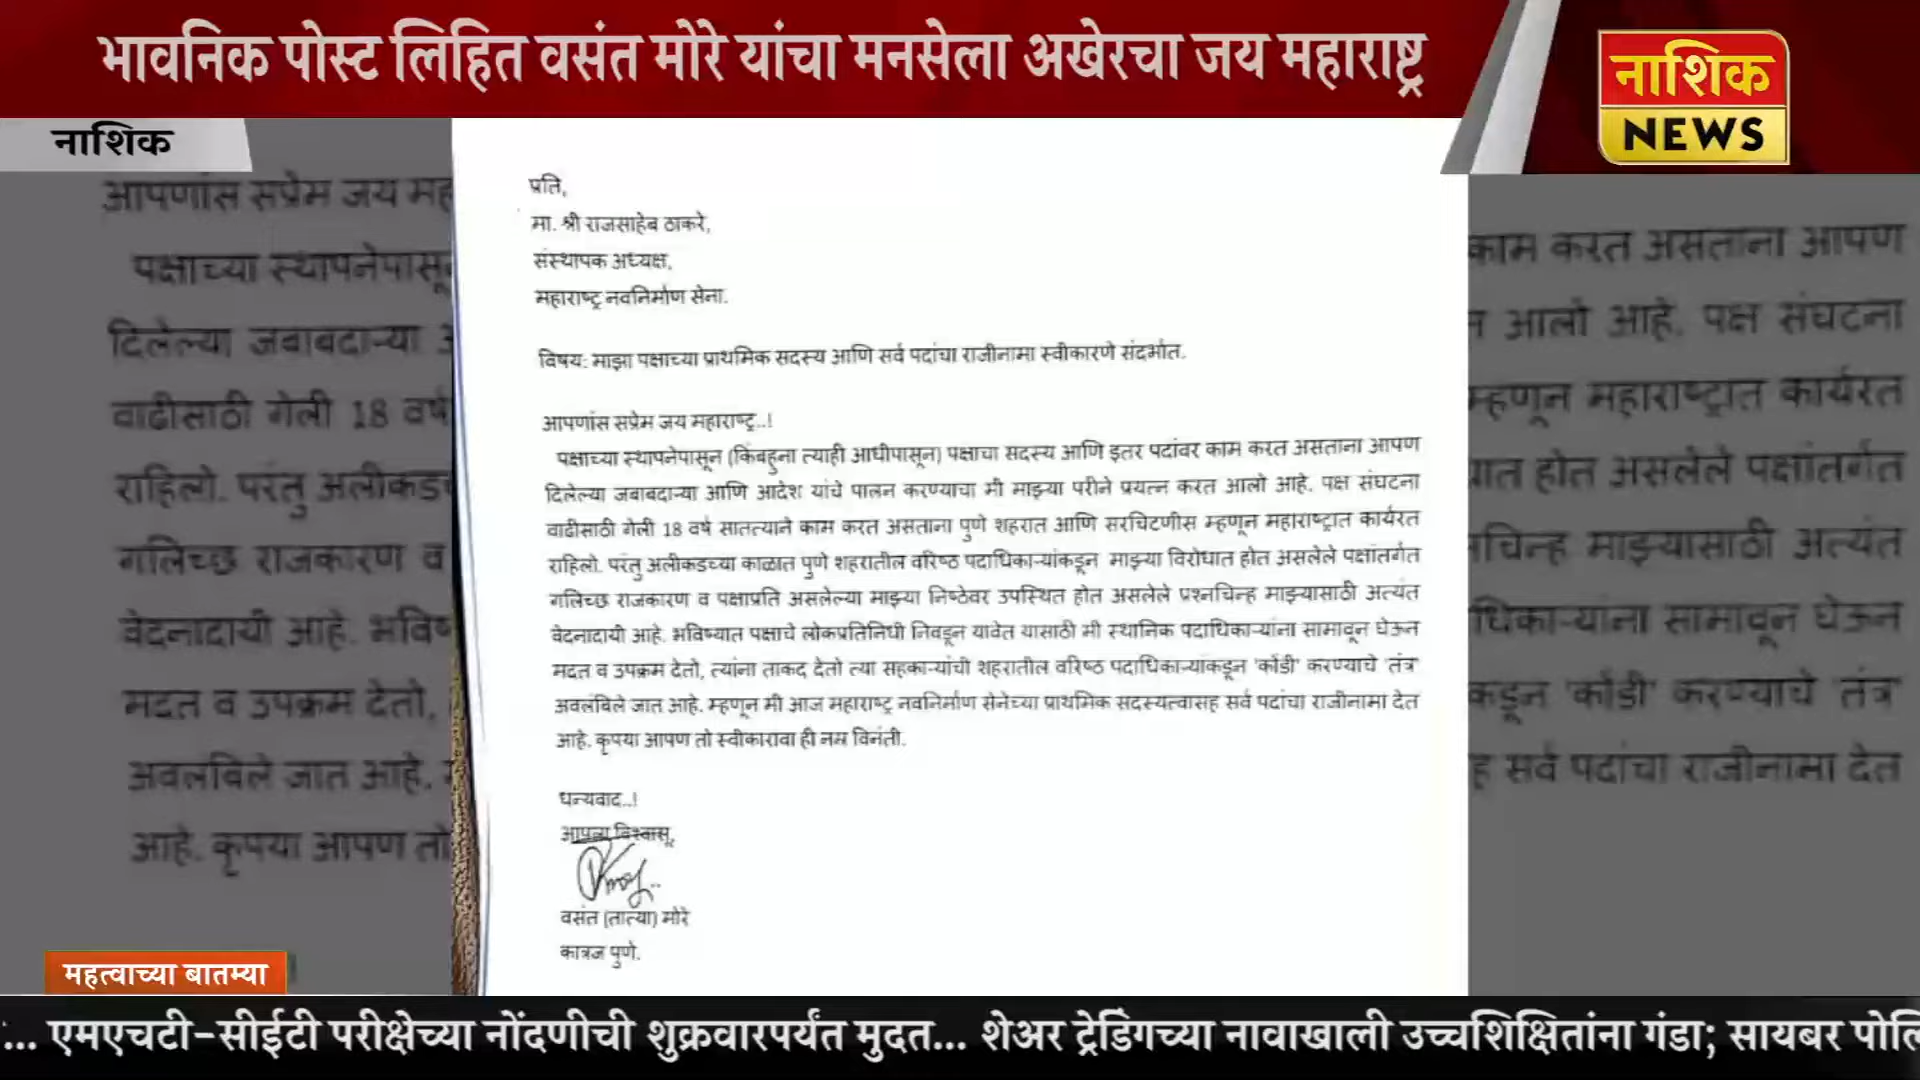 भावनिक पोस्ट लिहित वसंत मोरे यांचा मनसेला अखेरचा जय महाराष्ट्र
नाशिक
NEWS
नाशिक
प्रति,
मा. श्री राजसाहेब ठाकरे,
संस्थापक अध्यक्ष,
महाराष्ट्र नवनिर्माण सेना.
विषय: माझा पक्षाच्या प्राथमिक सदस्य आणि सर्व पदांचा राजीनामा स्वीकारणे संदर्भात.
आपणांस सप्रेम जय महाराष्ट्र..!
पक्षाच्या स्थापनेपासून (किंबहुना त्याही आधीपासून) पक्षाचा सदस्य आणि इतर पदांवर काम करत असताना आपण
दिलेल्या जबाबदाऱ्या आणि आदेश यांचे पालन करण्याचा मी माझ्या परीने प्रयत्न करत आलो आहे. पक्ष संघटना
वाढीसाठी गेली 18 वर्ष सातत्याने काम करत असताना पुणे शहरात आणि सरचिटणीस म्हणून महाराष्ट्रात कार्यरत
राहिलो. परंतु अलीकडच्या काळात पुणे शहरातील वरिष्ठ पदाधिकाऱ्यांकडून माझ्या विरोधात होत असलेले पक्षांतर्गत
गलिच्छ राजकारण व पक्षाप्रति असलेल्या माझ्या निष्ठेवर उपस्थित होत असलेले प्रश्नचिन्ह माझ्यासाठी अत्यंत
वेदनादायी आहे. भविष्यात पक्षाचे लोकप्रतिनिधी निवडून यावेत यासाठी मी स्थानिक पदाधिकाऱ्यांना सामावून घेऊन
मदत व उपक्रम देतो, त्यांना ताकद देतो त्या सहकाऱ्यांची शहरातील वरिष्ठ पदाधिकाऱ्यांकडून 'कोंडी' करण्याचे 'तंत्र'
अवलंबिले जात आहे. म्हणून मी आज महाराष्ट्र नवनिर्माण सेनेच्या प्राथमिक सदस्यत्वासह सर्व पदांचा राजीनामा देत
आहे. कृपया आपण तो स्वीकारावा ही नम्र विनंती.
धन्यवाद..!
आपला विश्वासू,
वसंत (तात्या) मोरे
कात्रज पुणे.
महत्वाच्या बातम्या
... एमएचटी-सीईटी परीक्षेच्या नोंदणीची शुक्रवारपर्यंत मुदत... शेअर ट्रेडिंगच्या नावाखाली उच्चशिक्षितांना गंडा; सायबर